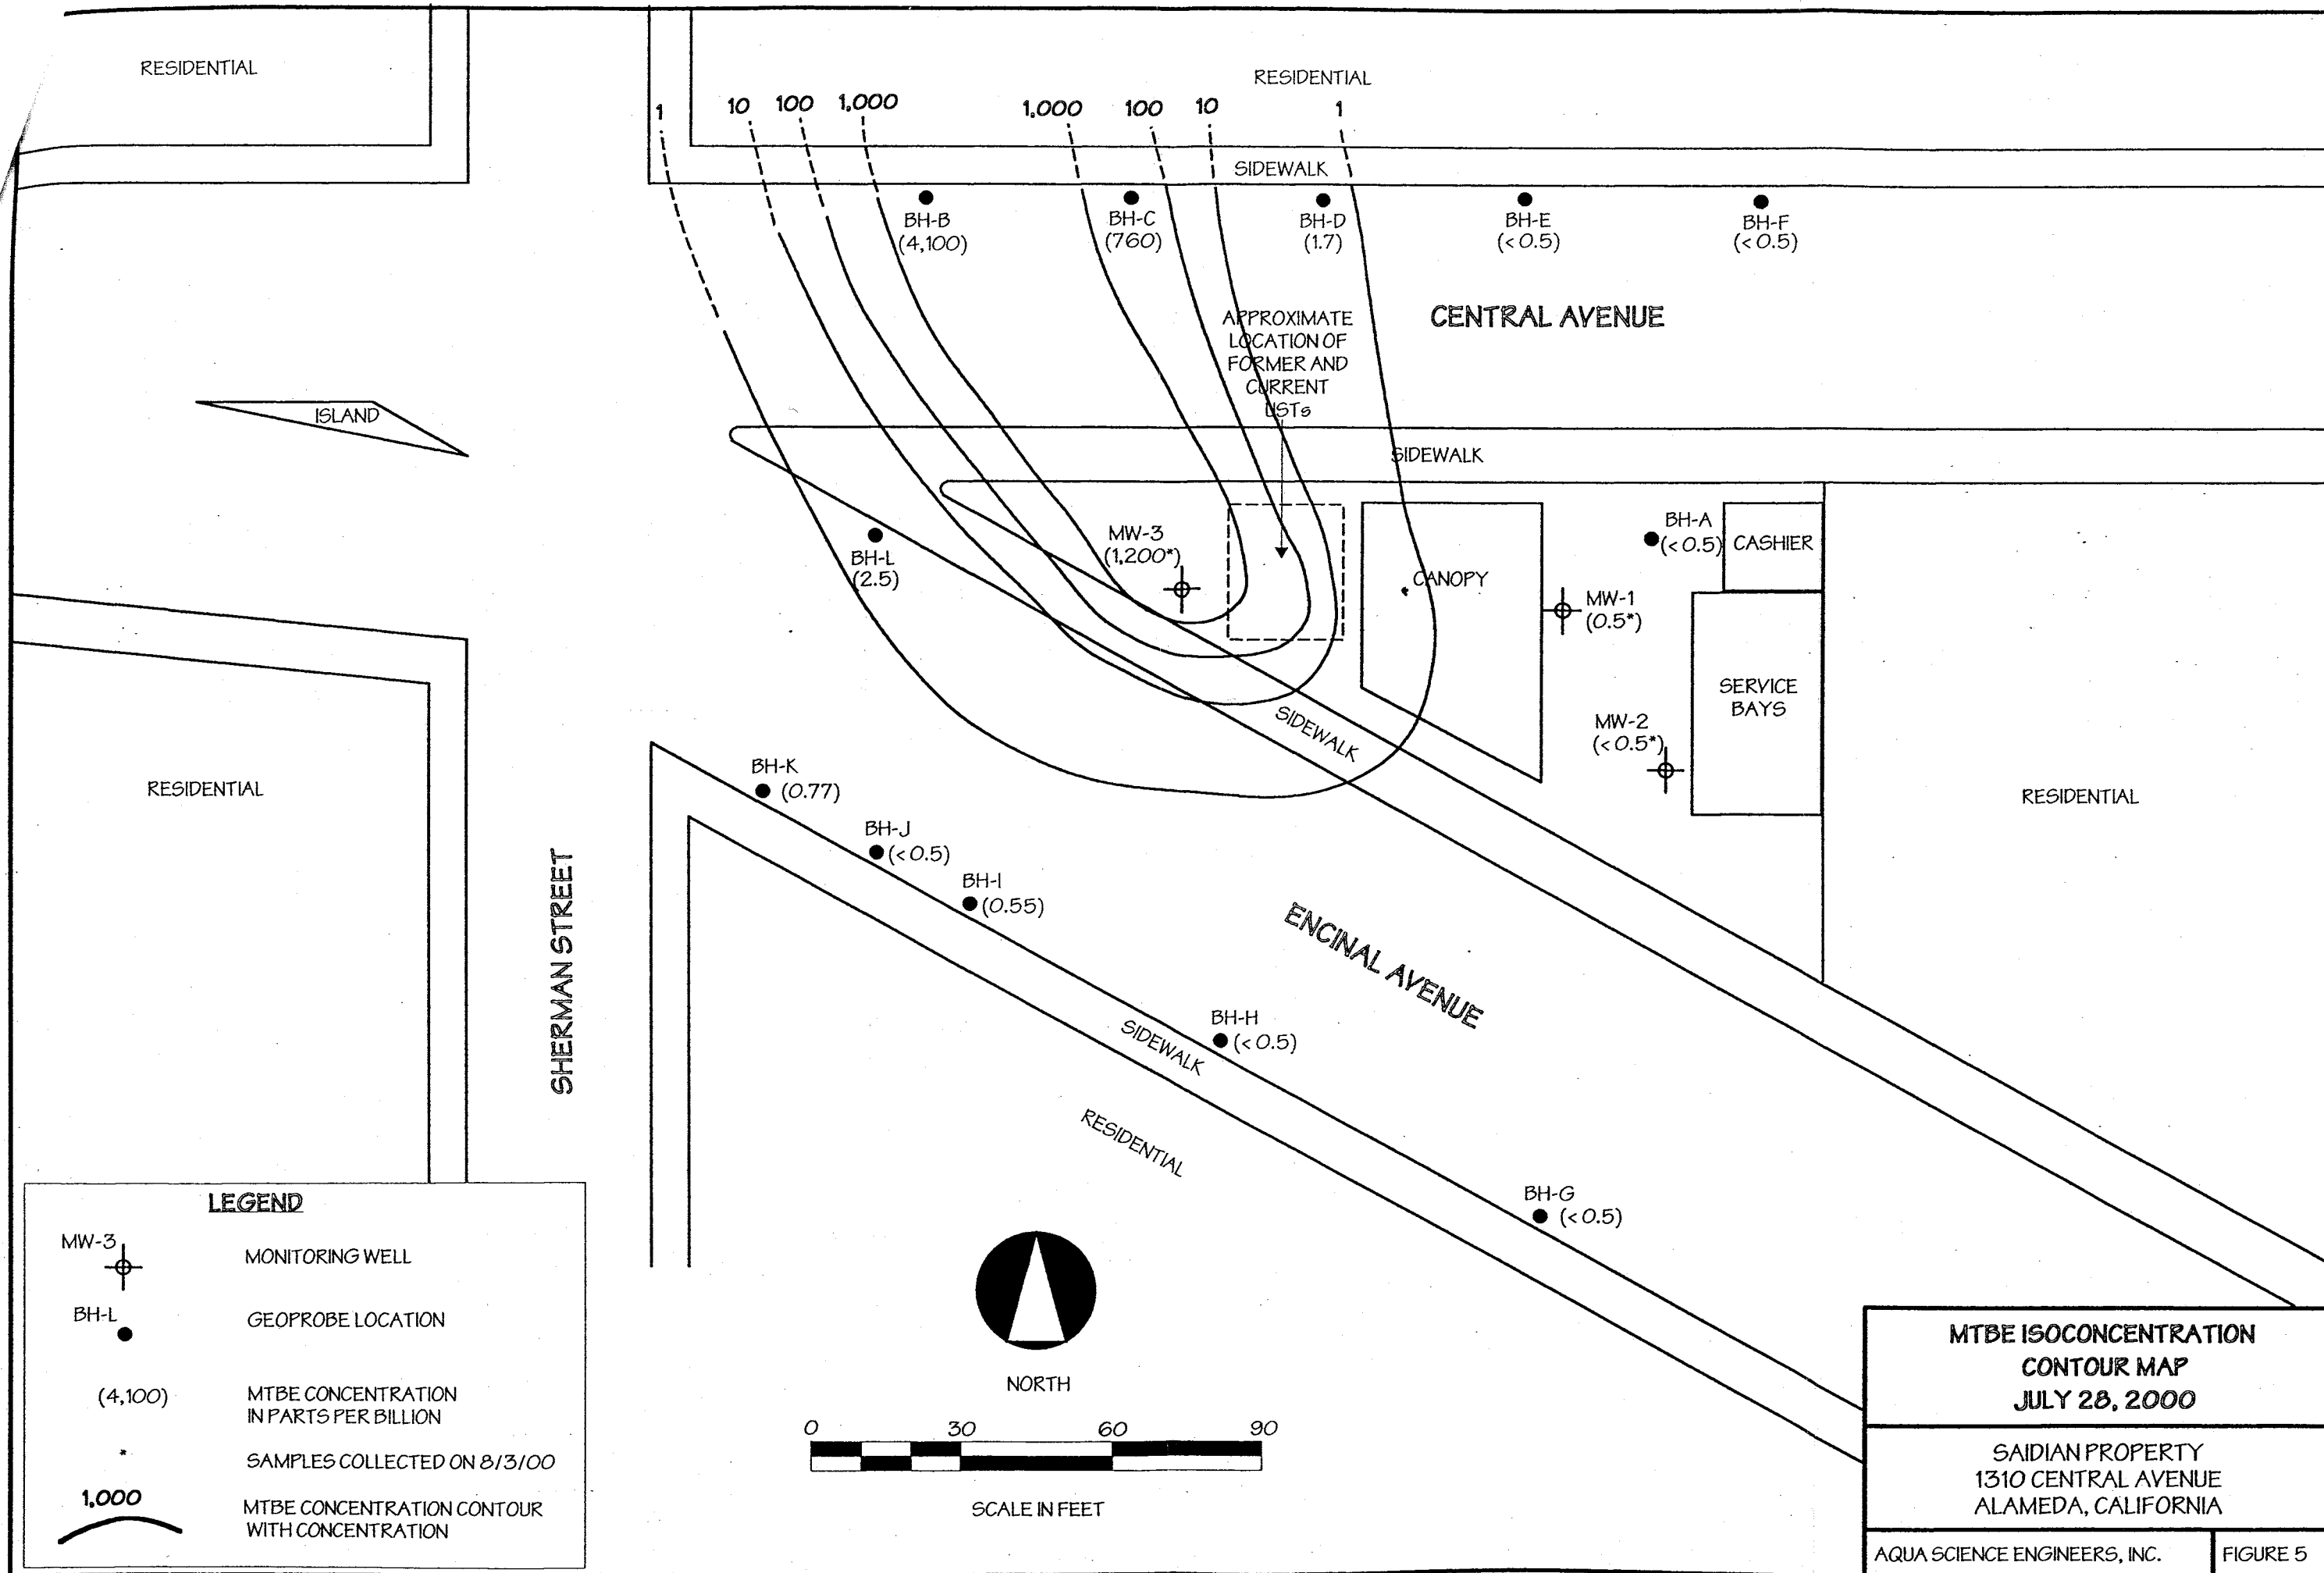 RESIDENTIAL
RESIDENTIAL
1
10
100
1,000
1,000
100
10
1
SIDEWALK
BH-B
(4,100)
BH-C
(760)
BH-D
(1.7)
BH-E
(<0.5)
BH-F
(<0.5)
APPROXIMATE
LOCATION OF
FORMER AND
CURRENT
USTs
CENTRAL AVENUE
ISLAND
SIDEWALK
BH-L
(2.5)
MW-3
(1,200*)
CANOPY
BH-A
(<0.5)
CASHIER
MW-1
(0.5*)
SERVICE
BAYS
MW-2
(<0.5*)
SIDEWALK
RESIDENTIAL
RESIDENTIAL
BH-K
(0.77)
BH-J
(<0.5)
BH-I
(0.55)
SHERMAN STREET
ENCINAL AVENUE
BH-H
(<0.5)
SIDEWALK
RESIDENTIAL
BH-G
(<0.5)
LEGEND
MW-3
MONITORING WELL
BH-L
GEOPROBE LOCATION
(4,100)
MTBE CONCENTRATION
IN PARTS PER BILLION
*
SAMPLES COLLECTED ON 8/3/00
1,000
MTBE CONCENTRATION CONTOUR
WITH CONCENTRATION
NORTH
0 30 60 90
SCALE IN FEET
MTBE ISOCONCENTRATION
CONTOUR MAP
JULY 28, 2000
SAIDIAN PROPERTY
1310 CENTRAL AVENUE
ALAMEDA, CALIFORNIA
AQUA SCIENCE ENGINEERS, INC.
FIGURE 5